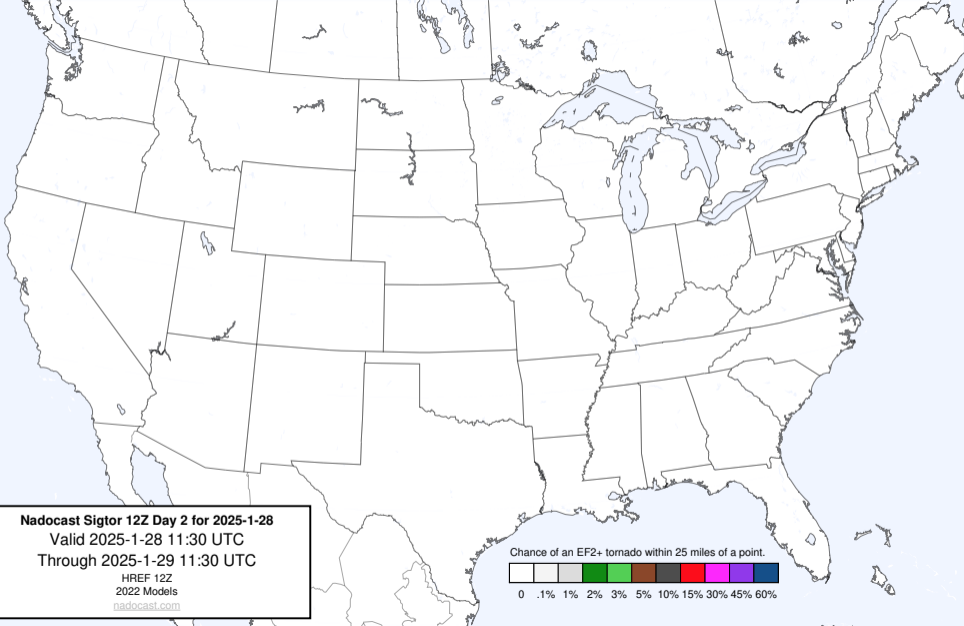 Nadocast Sigtor 12Z Day 2 for 2025-1-28
Valid 2025-1-28 11:30 UTC
Through 2025-1-29 11:30 UTC
HREF 12Z
2022 Models
nadocast.com
Chance of an EF2+ tornado within 25 miles of a point.
0 .1% 1% 2% 3% 5% 10% 15% 30% 45% 60%